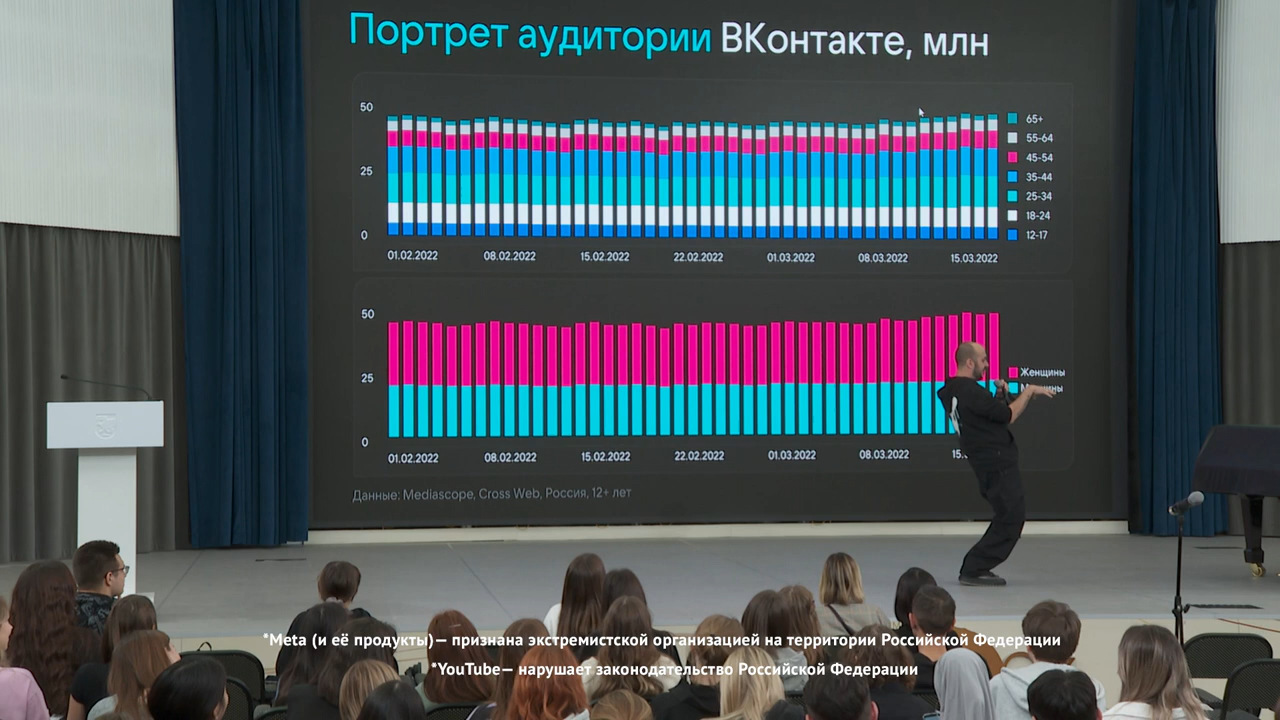 Портрет аудитории ВКонтакте, млн
50
25
0
65+
55-64
45-54
35-44
25-34
18-24
12-17
01.02.2022 08.02.2022 15.02.2022 22.02.2022 01.03.2022 08.03.2022 15.03.2022
50
25
0
Женщины
01.02.2022 08.02.2022 15.02.2022 22.02.2022 01.03.2022 08.03.2022
Данные: Mediascope, Cross Web, Россия, 12+ лет
*Meta (и её продукты)— признана экстремистской организацией на территории Российской Федерации
*YouTube— нарушает законодательство Российской Федерации